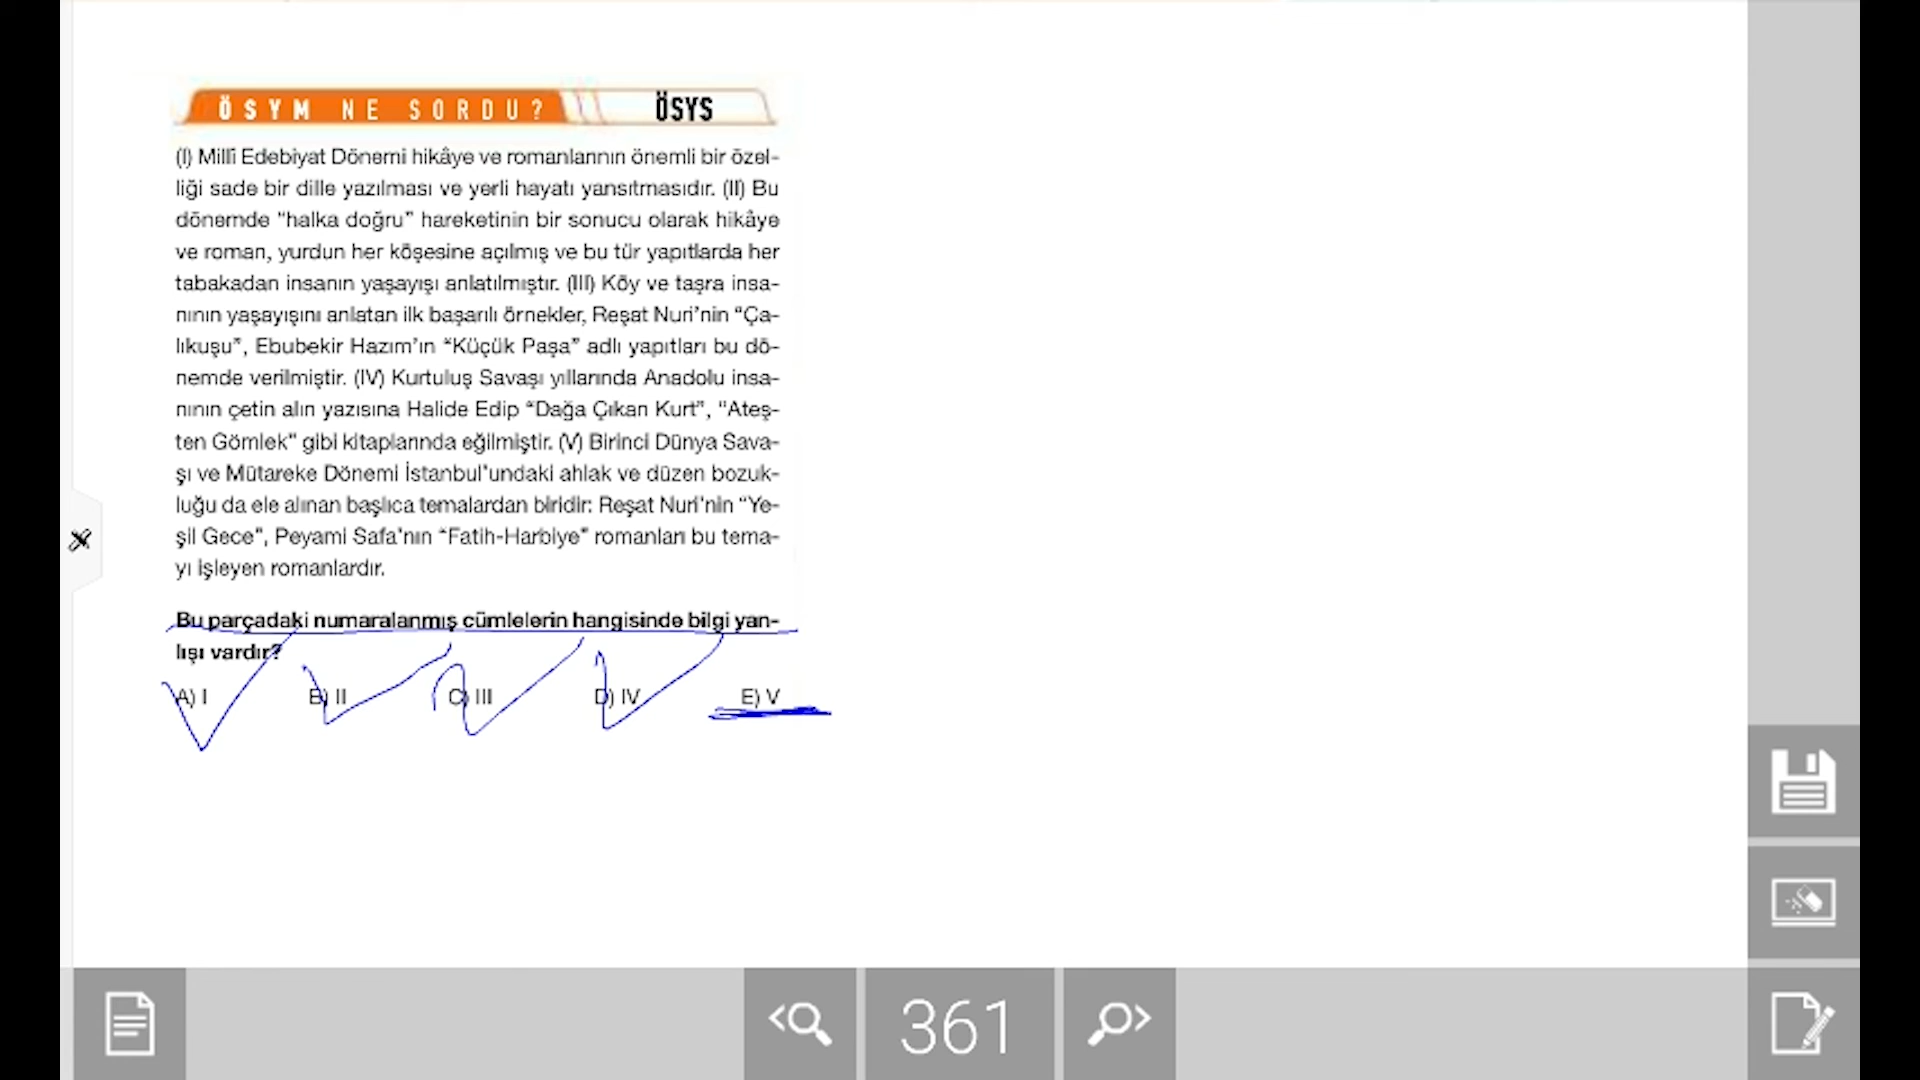 ÖSYM NE SORDU? ÖSYS
(I) Millî Edebiyat Dönemi hikâye ve romanlarının önemli bir özel-
liği sade bir dille yazılması ve yerli hayatı yansıtmasıdır. (II) Bu
dönemde “halka doğru” hareketinin bir sonucu olarak hikâye
ve roman, yurdun her köşesine açılmış ve bu tür yapıtlarda her
tabakadan insanın yaşayışı anlatılmıştır. (III) Köy ve taşra insa-
nının yaşayışını anlatan ilk başarılı örnekler, Reşat Nuri’nin “Ça-
lıkuşu”, Ebubekir Hazım’ın “Küçük Paşa” adlı yapıtları bu dö-
nemde verilmiştir. (IV) Kurtuluş Savaşı yıllarında Anadolu insa-
nının çetin alın yazısına Halide Edip “Dağa Çıkan Kurt”, “Ateş-
ten Gömlek” gibi kitaplarında eğilmiştir. (V) Birinci Dünya Sava-
şı ve Mütareke Dönemi İstanbul’undaki ahlak ve düzen bozuk-
luğu da ele alınan başlıca temalardan biridir: Reşat Nuri’nin “Ye-
şil Gece”, Peyami Safa’nın “Fatih-Harbiye” romanları bu tema-
yı işleyen romanlardır.
Bu parçadaki numaralanmış cümlelerin hangisinde bilgi yan-
lışı vardır?
A) I B) II C) III D) IV E) V
361